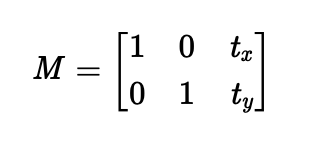 M = [1 0 t_x
0 1 t_y]